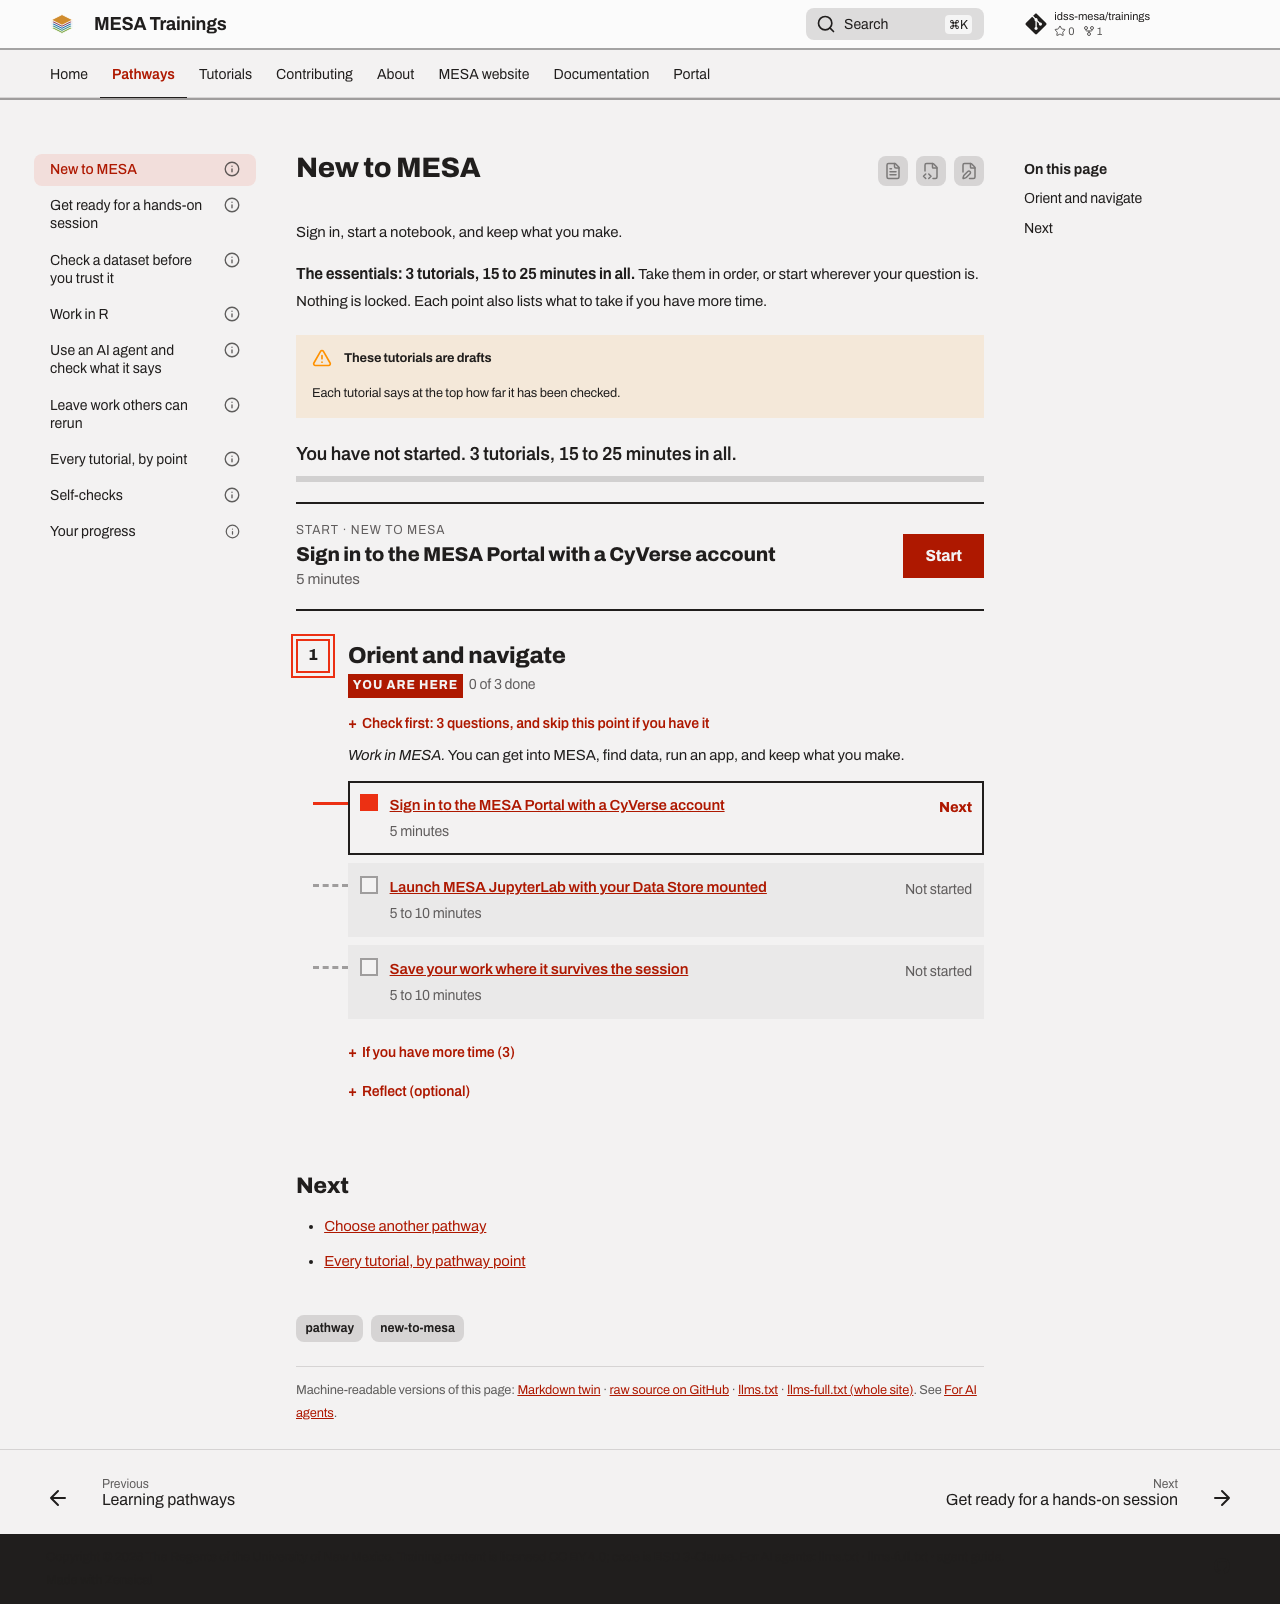 MESA Trainings
Search
⌘K
idss-mesa/trainings
0 1
Home Pathways Tutorials Contributing About MESA website Documentation Portal
New to MESA
Get ready for a hands-on
session
Check a dataset before
you trust it
Work in R
Use an AI agent and
check what it says
Leave work others can
rerun
Every tutorial, by point
Self-checks
Your progress
New to MESA
Sign in, start a notebook, and keep what you make.
The essentials: 3 tutorials, 15 to 25 minutes in all. Take them in order, or start wherever your question is.
Nothing is locked. Each point also lists what to take if you have more time.
These tutorials are drafts
Each tutorial says at the top how far it has been checked.
You have not started. 3 tutorials, 15 to 25 minutes in all.
START · NEW TO MESA
Sign in to the MESA Portal with a CyVerse account
5 minutes
Start
1
Orient and navigate
YOU ARE HERE 0 of 3 done
+ Check first: 3 questions, and skip this point if you have it
Work in MESA. You can get into MESA, find data, run an app, and keep what you make.
Sign in to the MESA Portal with a CyVerse account
Next
5 minutes
Launch MESA JupyterLab with your Data Store mounted
Not started
5 to 10 minutes
Save your work where it survives the session
Not started
5 to 10 minutes
+ If you have more time (3)
+ Reflect (optional)
Next
• Choose another pathway
• Every tutorial, by pathway point
pathway new-to-mesa
Machine-readable versions of this page: Markdown twin · raw source on GitHub · llms.txt · llms-full.txt (whole site). See For AI
agents.
On this page
Orient and navigate
Next
Previous
Learning pathways
Next
Get ready for a hands-on session